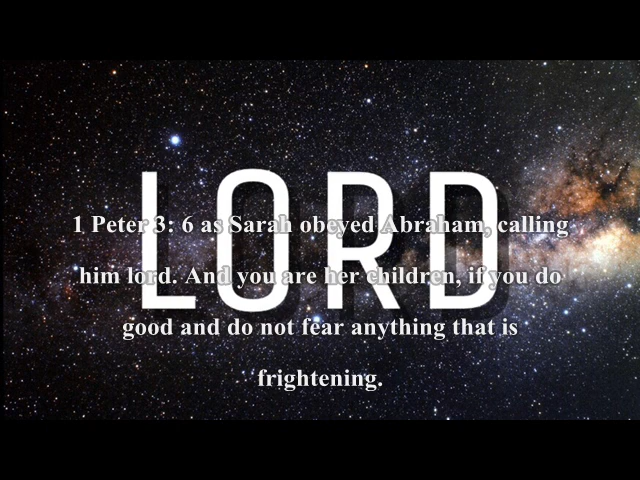 LORD
1 Peter 3: 6 as Sarah obeyed Abraham, calling
him lord. And you are her children, if you do
good and do not fear anything that is
frightening.